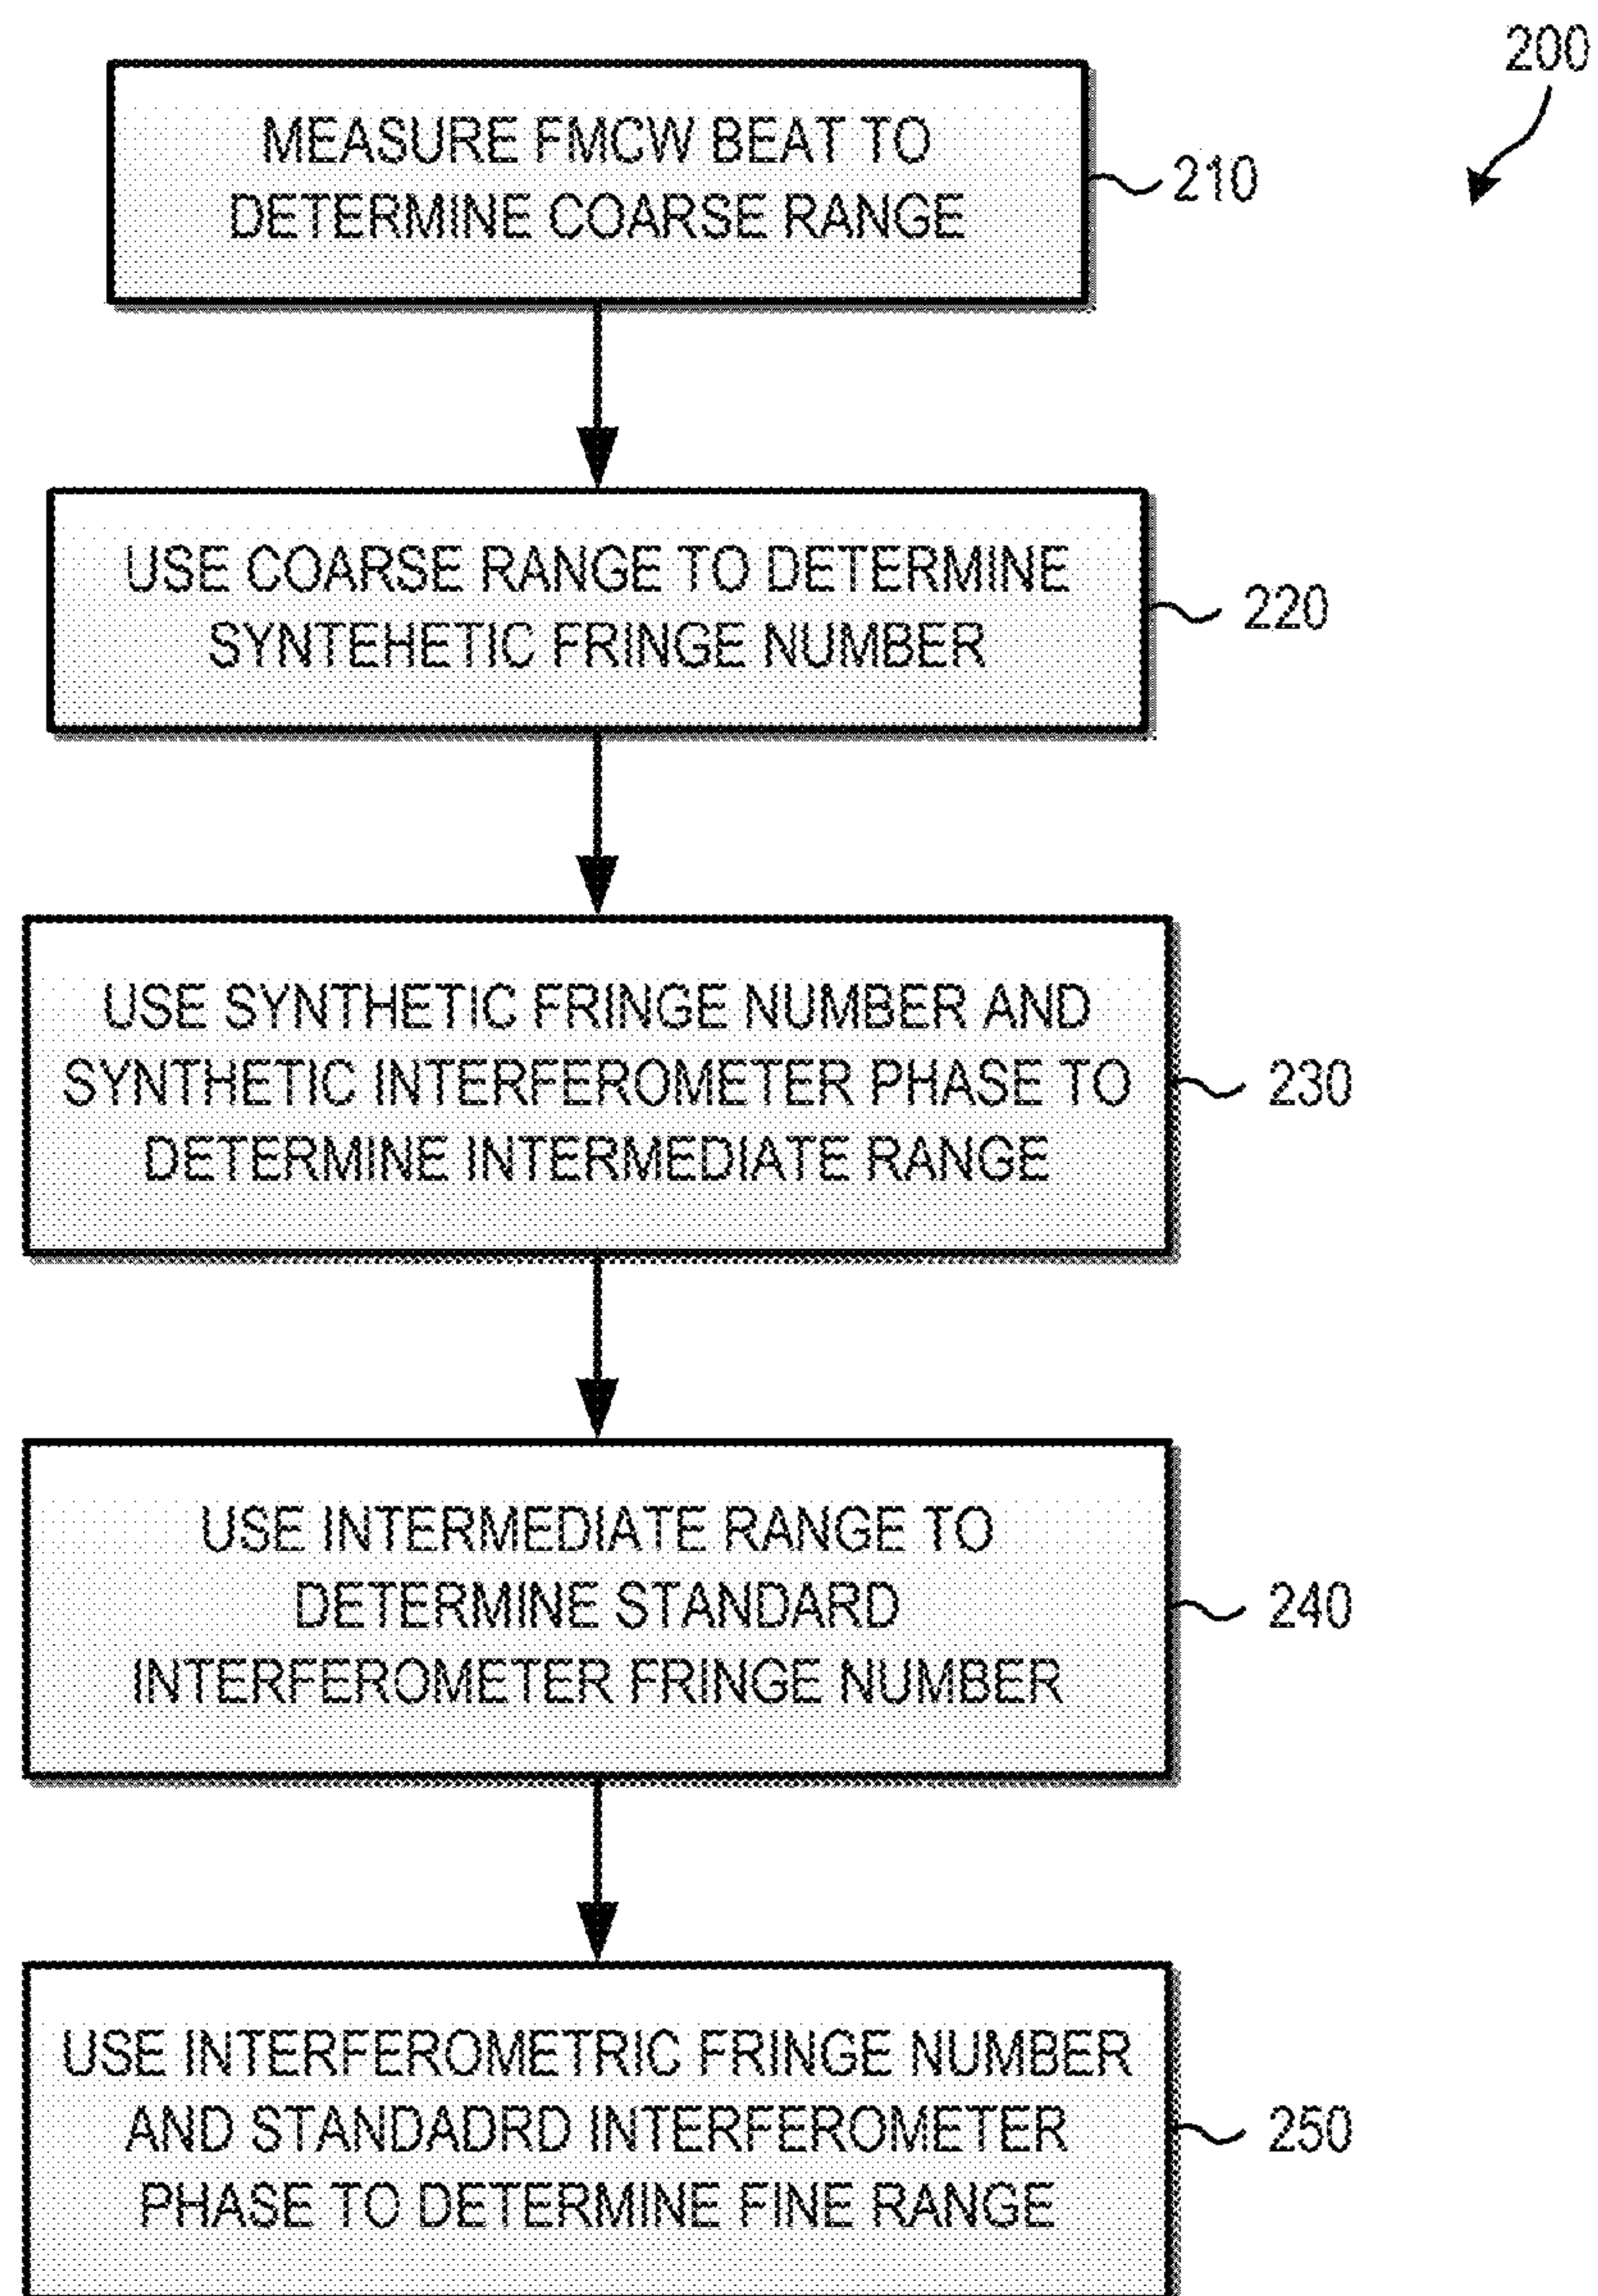 200
MEASURE FMCW BEAT TO
DETERMINE COARSE RANGE
210
USE COARSE RANGE TO DETERMINE
SYNTEHETIC FRINGE NUMBER
220
USE SYNTHETIC FRINGE NUMBER AND
SYNTHETIC INTERFEROMETER PHASE TO
DETERMINE INTERMEDIATE RANGE
230
USE INTERMEDIATE RANGE TO
DETERMINE STANDARD
INTERFEROMETER FRINGE NUMBER
240
USE INTERFEROMETRIC FRINGE NUMBER
AND STANDADRD INTERFEROMETER
PHASE TO DETERMINE FINE RANGE
250